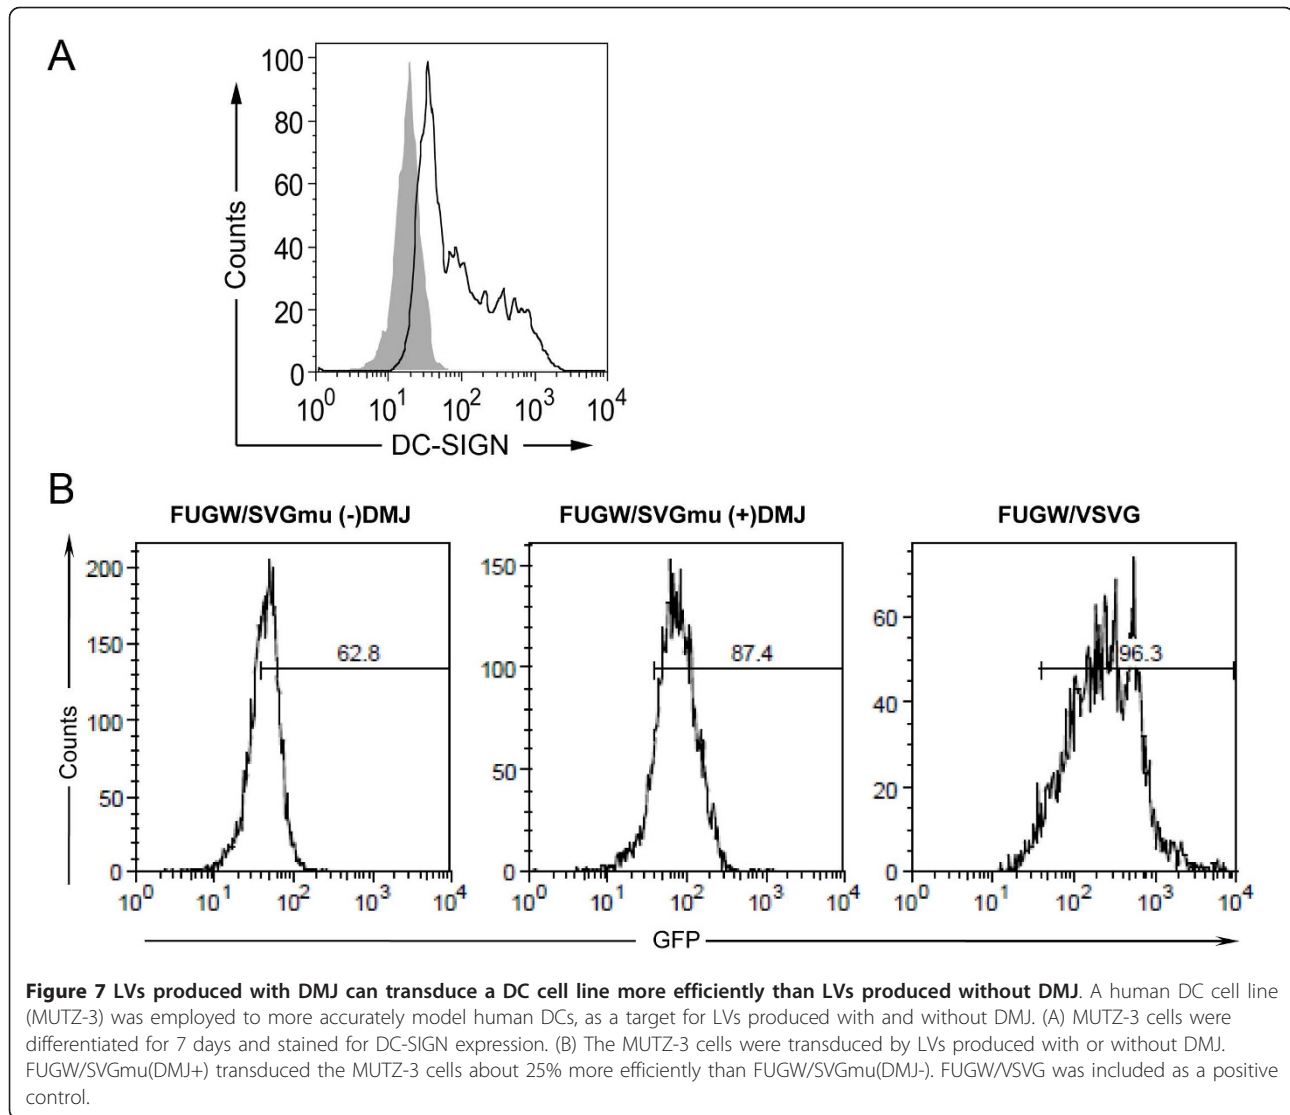 A
100
80
60
40
20
0
Counts
10^0 10^1 10^2 10^3 10^4
DC-SIGN
B
FUGW/SVGmu (-)DMJ FUGW/SVGmu (+)DMJ FUGW/VSVG
200
150
100
50
0
62.8
10^0 10^1 10^2 10^3 10^4
150
100
50
0
87.4
10^0 10^1 10^2 10^3 10^4
60
40
20
0
96.3
10^0 10^1 10^2 10^3 10^4
Counts
GFP
Figure 7 LVs produced with DMJ can transduce a DC cell line more efficiently than LVs produced without DMJ. A human DC cell line
(MUTZ-3) was employed to more accurately model human DCs, as a target for LVs produced with and without DMJ. (A) MUTZ-3 cells were
differentiated for 7 days and stained for DC-SIGN expression. (B) The MUTZ-3 cells were transduced by LVs produced with or without DMJ.
FUGW/SVGmu(DMJ+) transduced the MUTZ-3 cells about 25% more efficiently than FUGW/SVGmu(DMJ-). FUGW/VSVG was included as a positive
control.